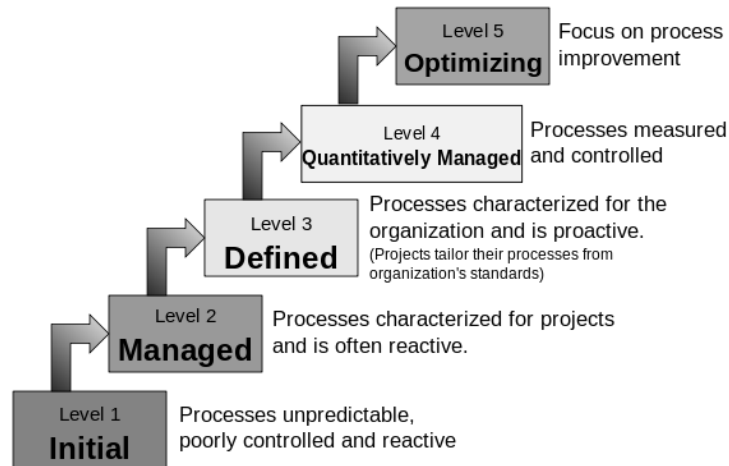 Level 5
Optimizing
Focus on process
improvement
Level 4
Quantitatively Managed
Processes measured
and controlled
Level 3
Defined
Processes characterized for the
organization and is proactive.
(Projects tailor their processes from
organization's standards)
Level 2
Managed
Processes characterized for projects
and is often reactive.
Level 1
Initial
Processes unpredictable,
poorly controlled and reactive